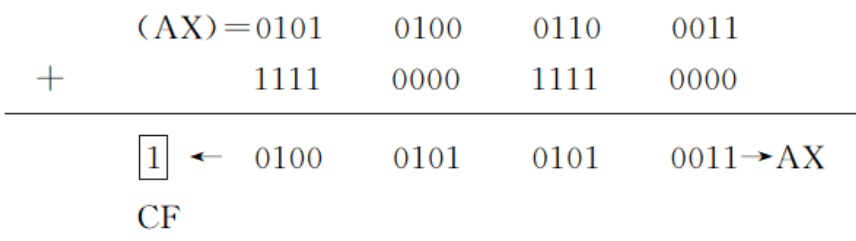 (AX)=0101 0100 0110 0011
+ 1111 0000 1111 0000
1 ← 0100 0101 0101 0011→AX
CF